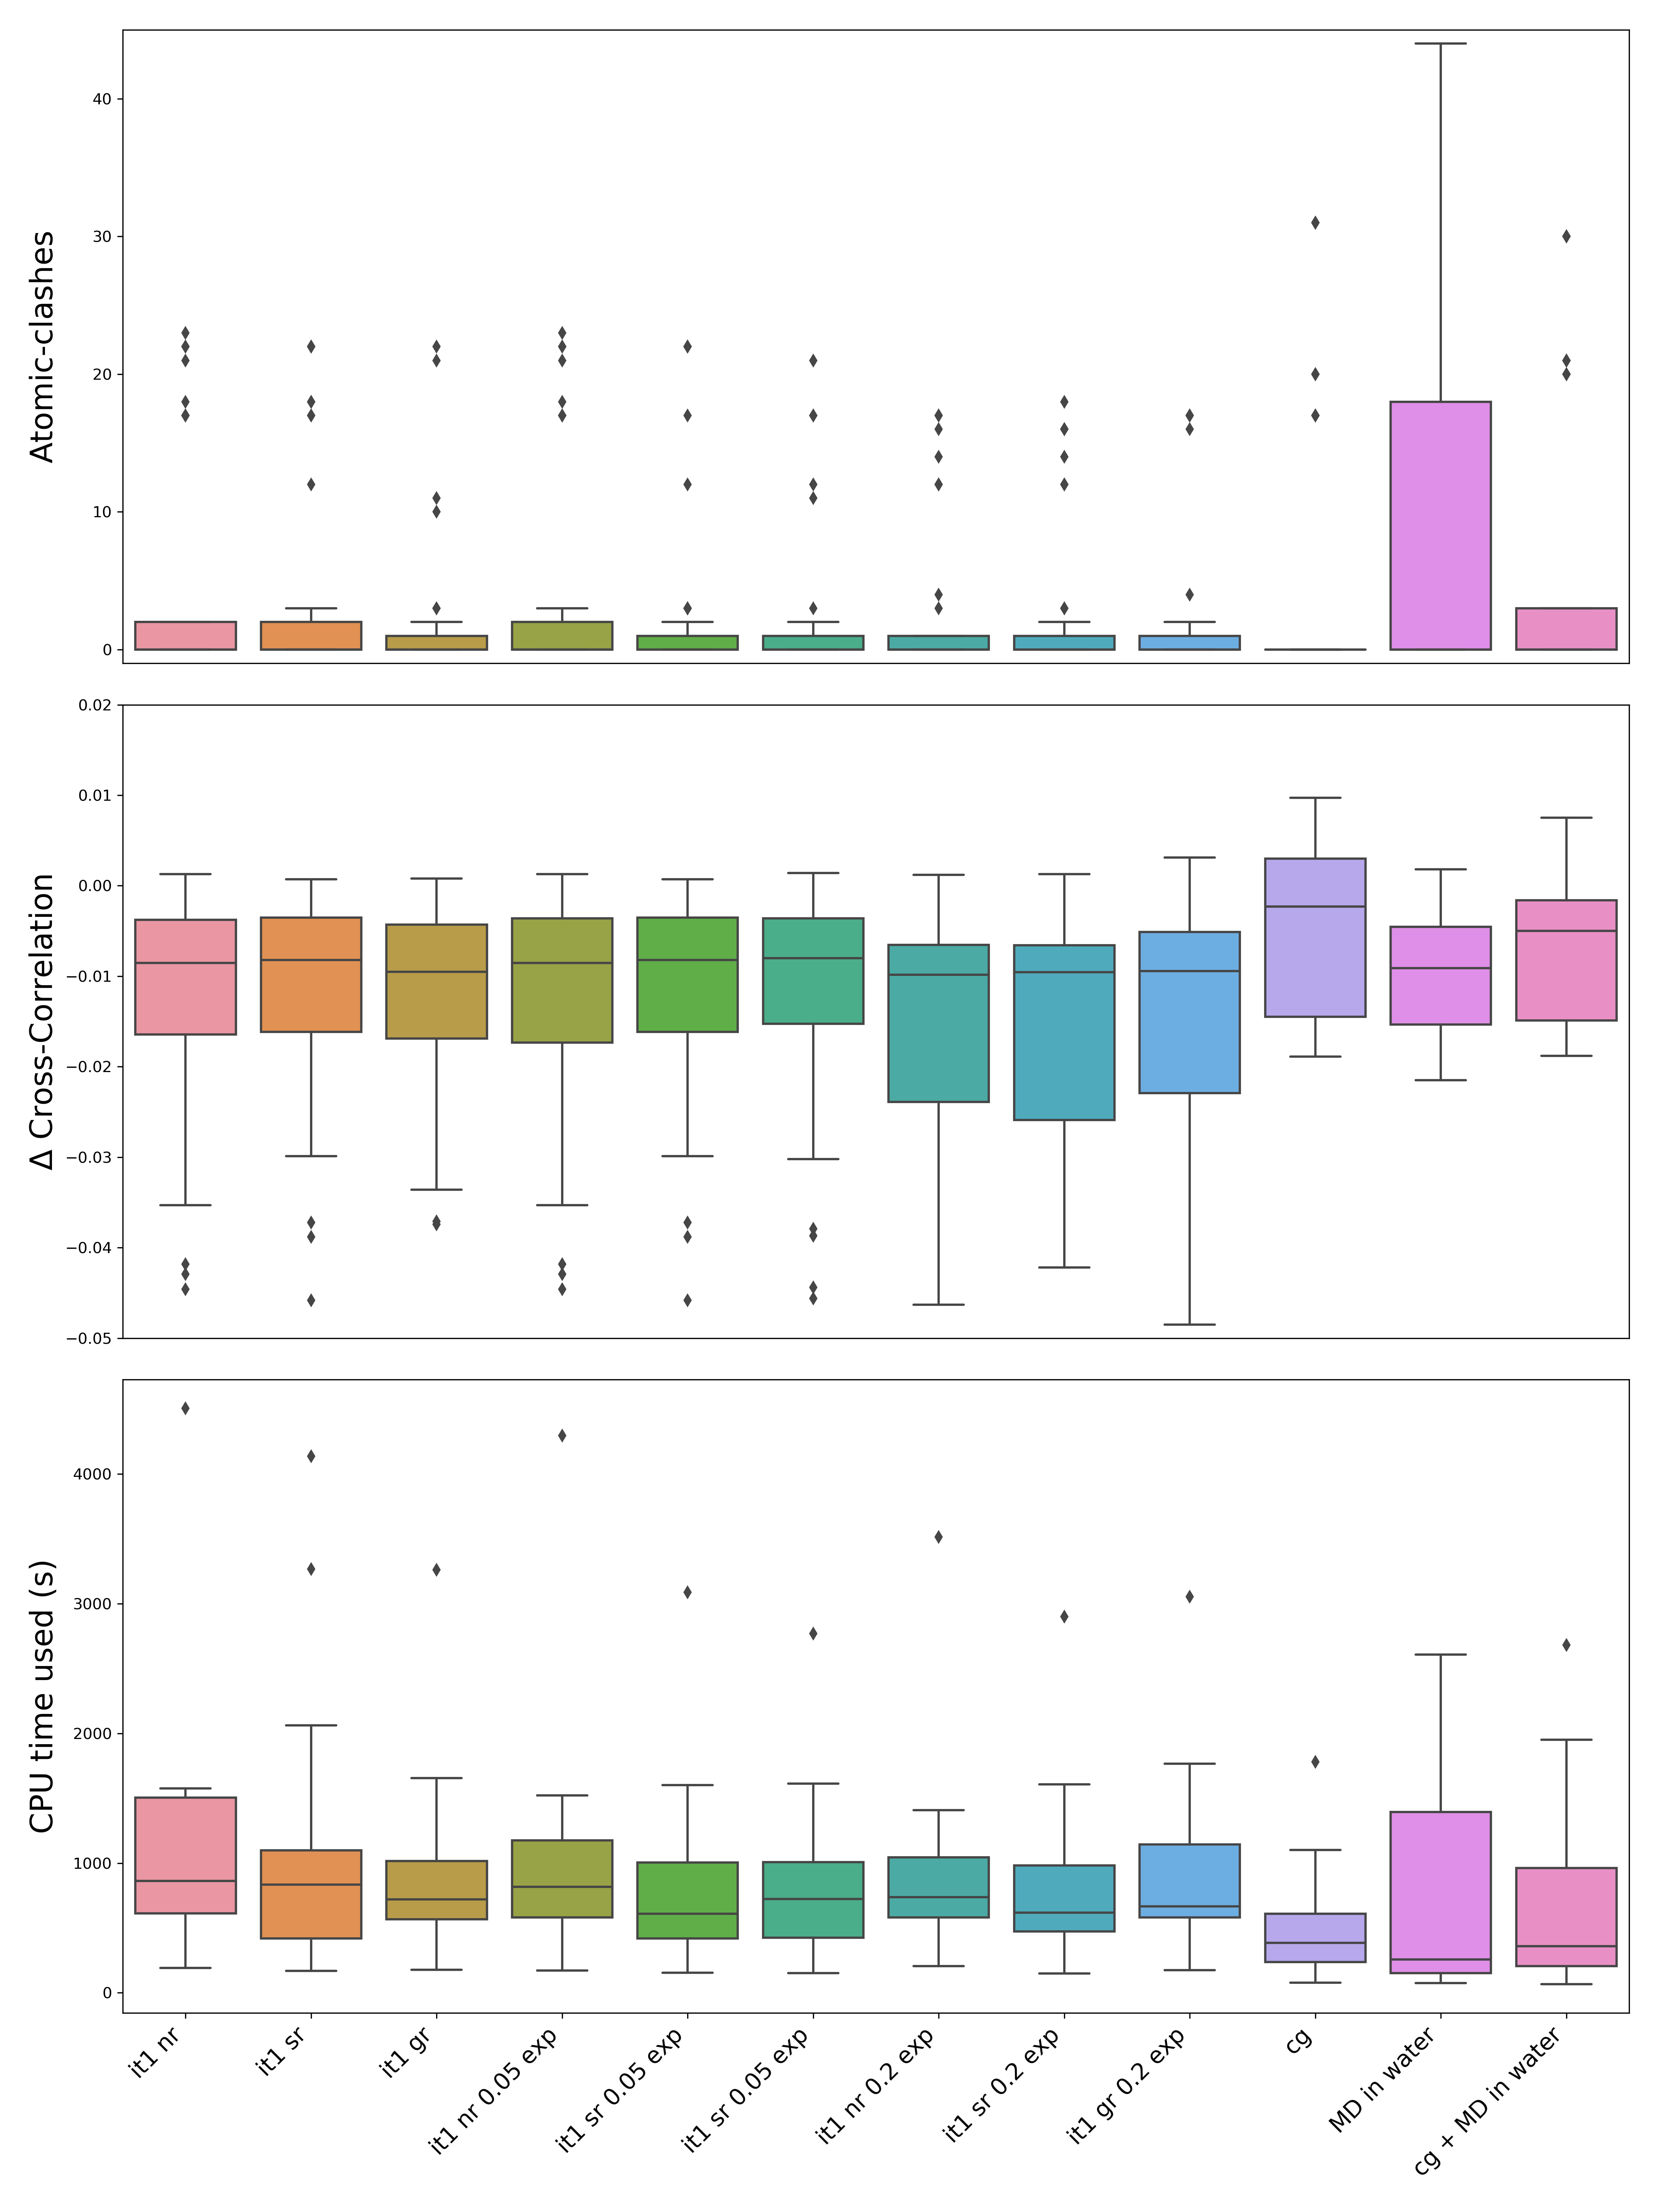 Atomic-clashes
40
30
20
10
0
Δ Cross-Correlation
0.02
0.01
0.00
−0.01
−0.02
−0.03
−0.04
−0.05
CPU time used (s)
4000
3000
2000
1000
0
it1 nr
it1 sr
it1 gr
it1 nr 0.05 exp
it1 sr 0.05 exp
it1 sr 0.05 exp
it1 nr 0.2 exp
it1 sr 0.2 exp
it1 gr 0.2 exp
cg
MD in water
cg + MD in water